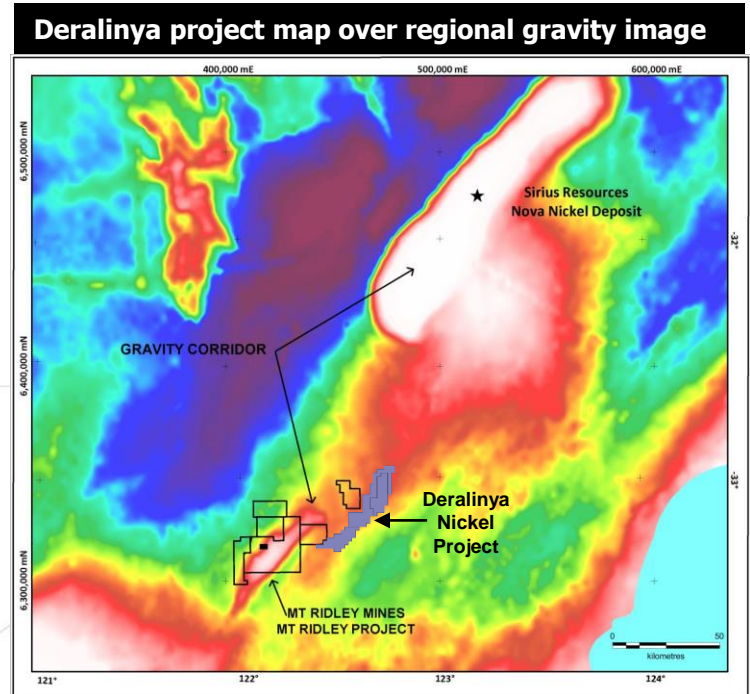 Deralinya project map over regional gravity image
400,000 mE
500,000 mE
600,000 mE
6,500,000 mN
Sirius Resources
Nova Nickel Deposit
-32°
GRAVITY CORRIDOR
6,400,000 mN
-33°
Deralinya
Nickel
Project
6,300,000 mN
MT RIDLEY MINES
MT RIDLEY PROJECT
0
50
kilometres
121°
122°
123°
124°